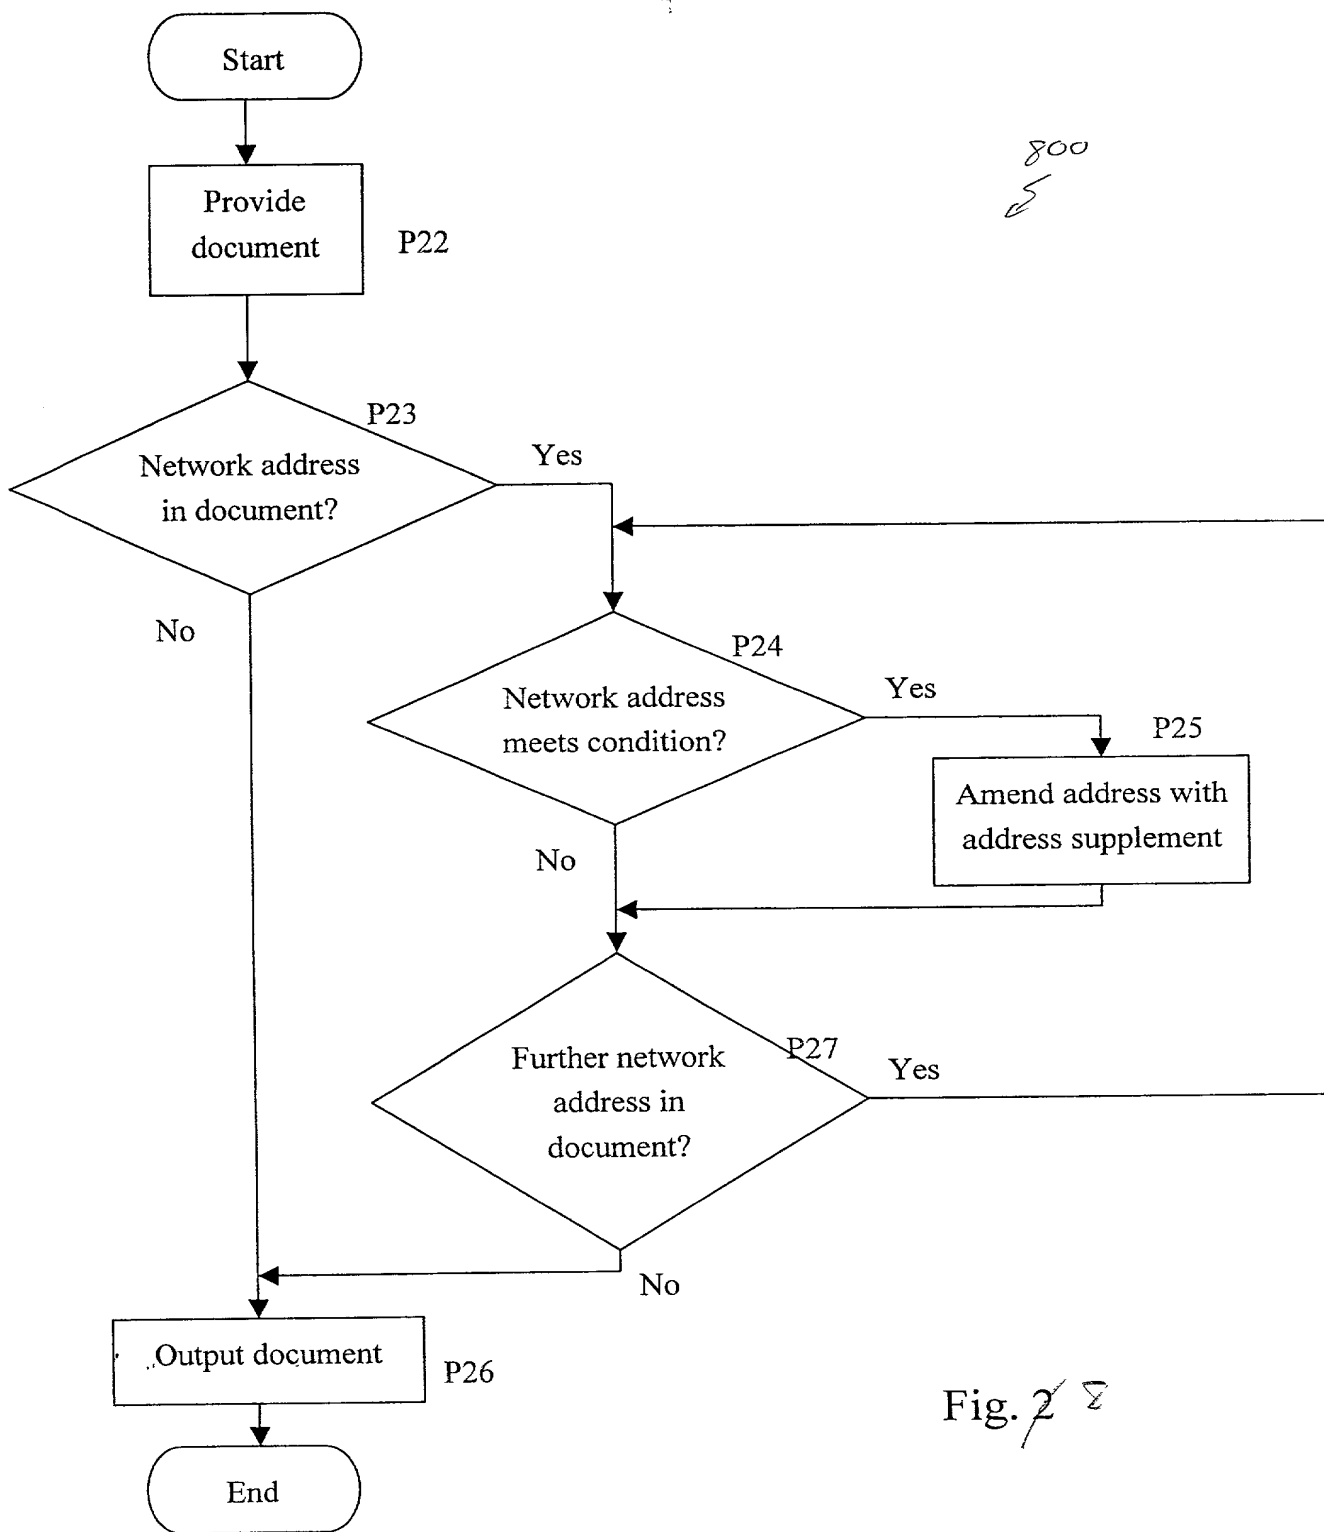 Start
800
Provide
document
P22
P23
Network address
in document?
Yes
No
P24
Network address
meets condition?
Yes
P25
Amend address with
address supplement
No
Further network
address in
document?
P27
Yes
No
Output document
P26
Fig. 2 8
End